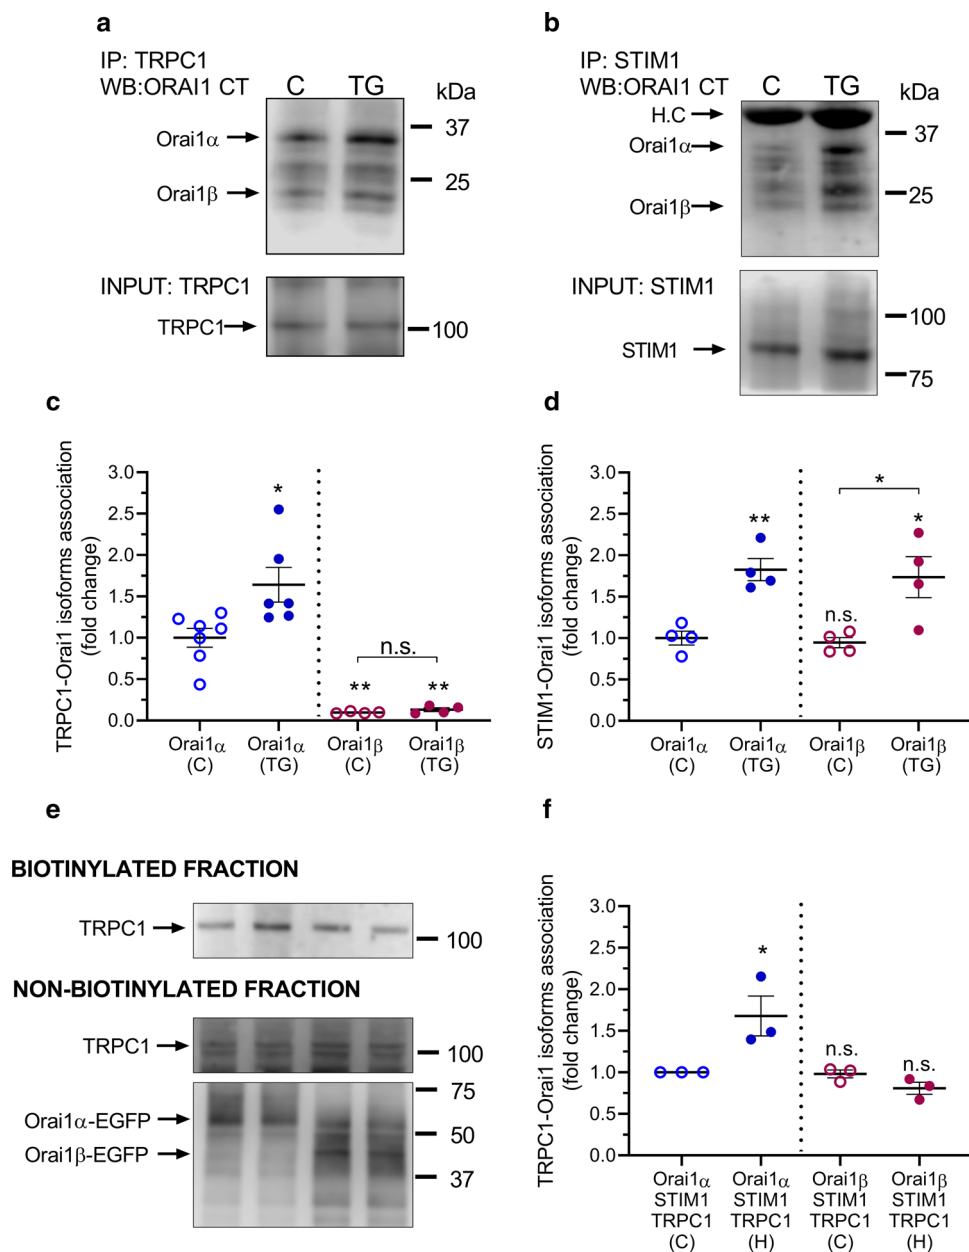 a
IP: TRPC1
WB:ORAI1 CT
C
TG
kDa
Orai1α
37
25
Orai1β
INPUT: TRPC1
TRPC1
100
b
IP: STIM1
WB:ORAI1 CT
C
TG
kDa
H.C
37
Orai1α
25
Orai1β
INPUT: STIM1
100
STIM1
75
c
TRPC1-Orai1 isoforms association
(fold change)
3.0
2.5
2.0
1.5
1.0
0.5
0.0
*
n.s.
**
**
Orai1α
(C)
Orai1α
(TG)
Orai1β
(C)
Orai1β
(TG)
d
STIM1-Orai1 isoforms association
(fold change)
3.0
2.5
2.0
1.5
1.0
0.5
0.0
**
*
n.s.
*
Orai1α
(C)
Orai1α
(TG)
Orai1β
(C)
Orai1β
(TG)
e
BIOTINYLATED FRACTION
TRPC1
100
NON-BIOTINYLATED FRACTION
TRPC1
100
75
Orai1α-EGFP
50
Orai1β-EGFP
37
f
TRPC1-Orai1 isoforms association
(fold change)
3.0
2.5
2.0
1.5
1.0
0.5
0.0
*
n.s.
n.s.
Orai1α
STIM1
TRPC1
(C)
Orai1α
STIM1
TRPC1
(H)
Orai1β
STIM1
TRPC1
(C)
Orai1β
STIM1
TRPC1
(H)